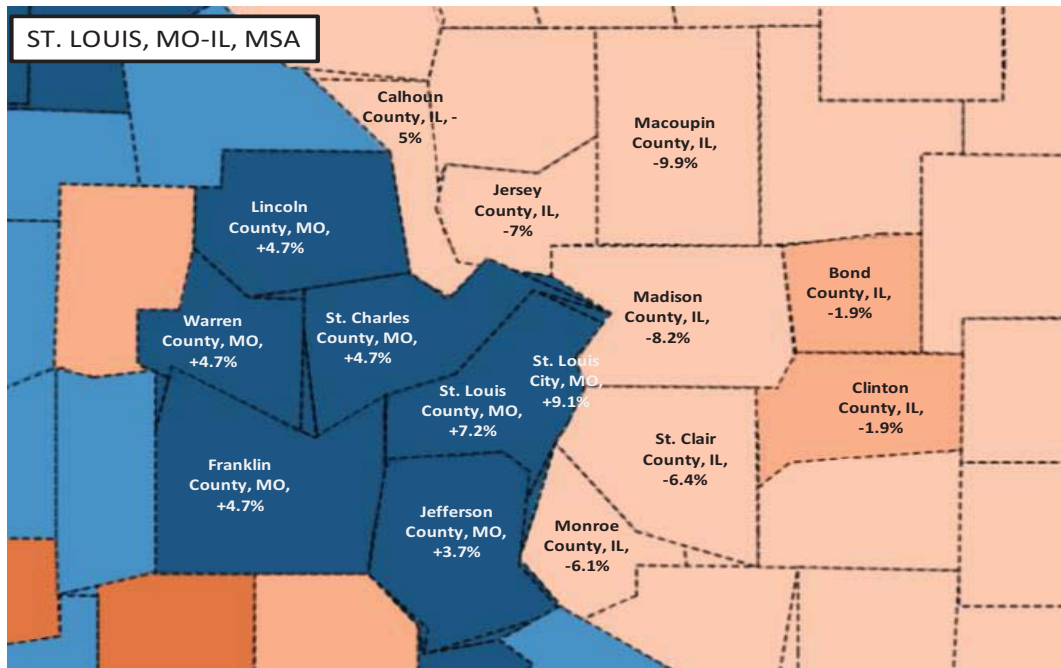 ST. LOUIS, MO-IL, MSA
Calhoun
County, IL, -
5%
Macoupin
County, IL,
-9.9%
Jersey
County, IL,
-7%
Lincoln
County, MO,
+4.7%
Bond
County, IL,
-1.9%
Madison
County, IL,
-8.2%
Warren
County, MO,
+4.7%
St. Charles
County, MO,
+4.7%
St. Louis
City, MO,
+9.1%
St. Louis
County, MO,
+7.2%
Clinton
County, IL,
-1.9%
St. Clair
County, IL,
-6.4%
Franklin
County, MO,
+4.7%
Jefferson
County, MO,
+3.7%
Monroe
County, IL,
-6.1%